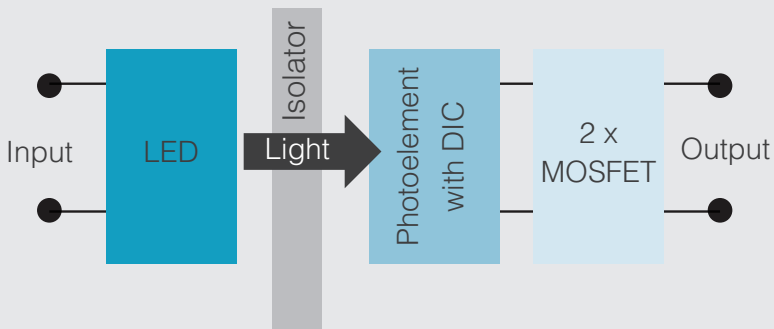 Input
LED
Isolator
Light
Photoelement
with DIC
2 x
MOSFET
Output